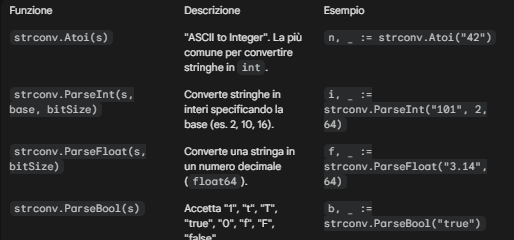 Funzione Descrizione Esempio
strconv.Atoi(s)
"ASCII to Integer". La più
comune per convertire
stringhe in int .
n, _ := strconv.Atoi("42")
strconv.ParseInt(s,
base, bitSize)
Converte stringhe in
interi specificando la
base (es. 2, 10, 16).
i, _ :=
strconv.ParseInt("101", 2,
64)
strconv.ParseFloat(s,
bitSize)
Converte una stringa in
un numero decimale
( float64 ).
f, _ :=
strconv.ParseFloat("3.14",
64)
strconv.ParseBool(s)
Accetta "1", "t", "T",
"true", "0", "f", "F",
"false"
b, _ :=
strconv.ParseBool("true")